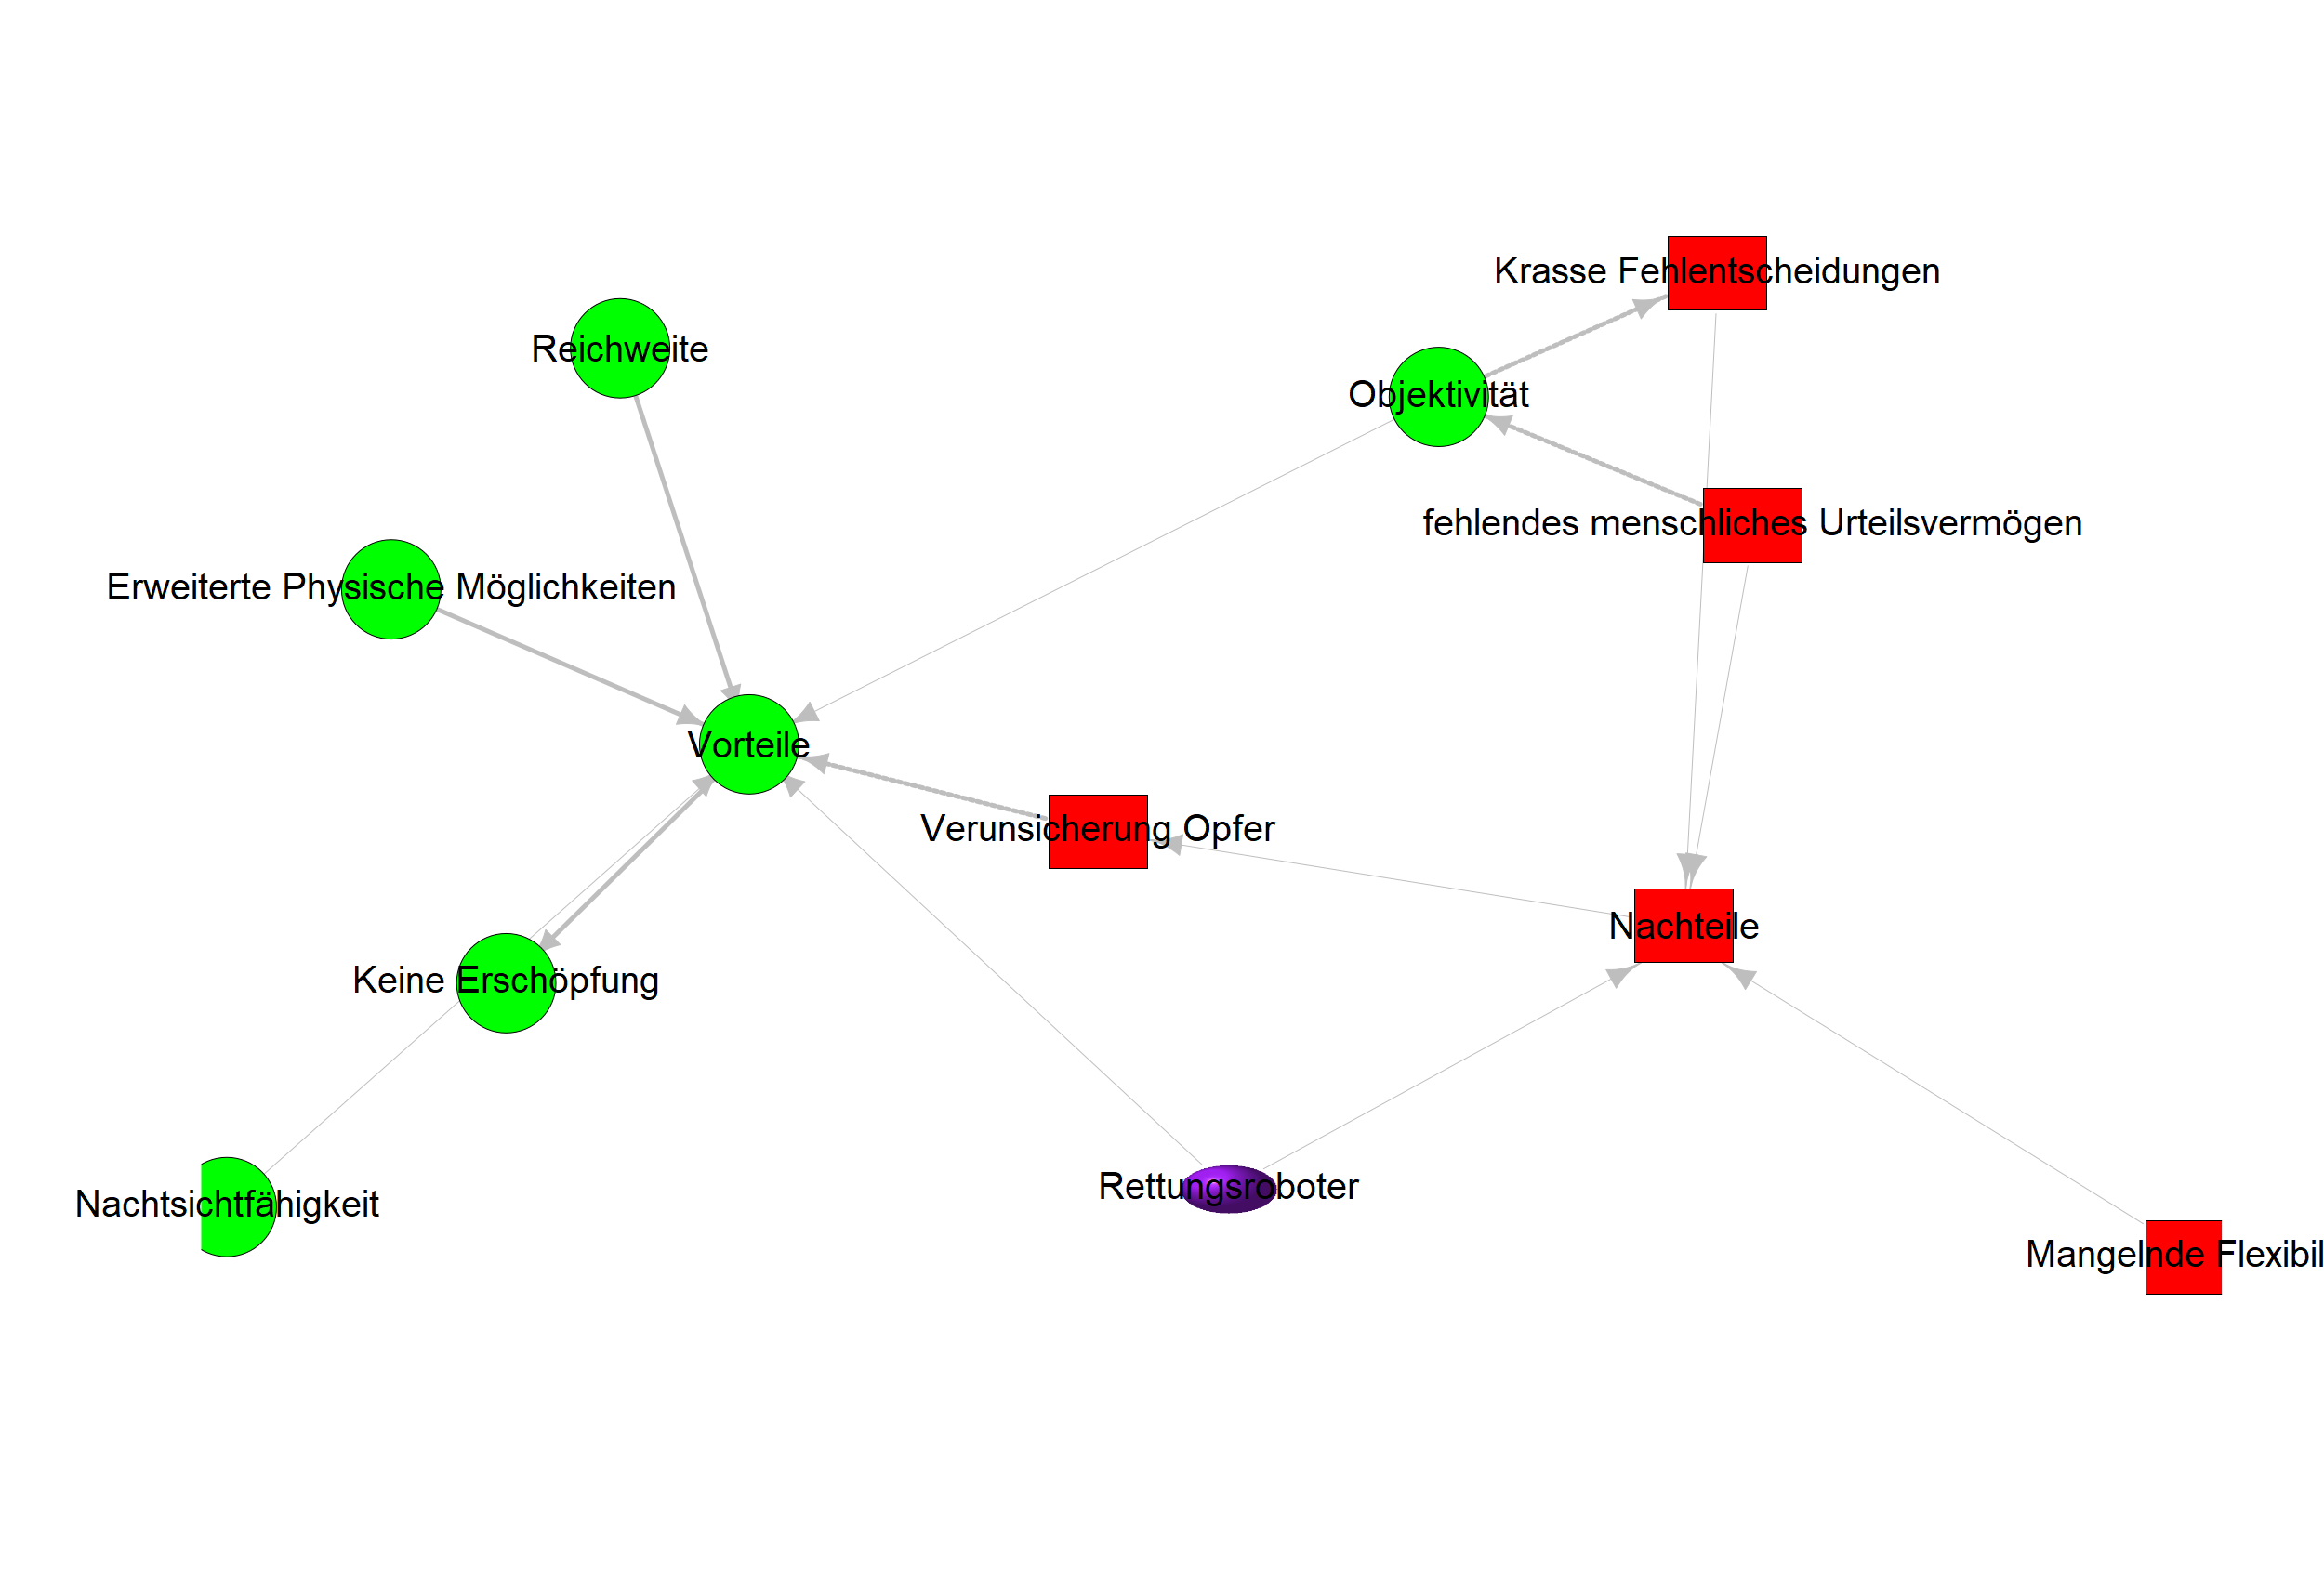 Krasse Fehlentscheidungen
Reichweite
Objektivität
fehlendes menschliches Urteilsvermögen
Erweiterte Physische Möglichkeiten
Vorteile
Verunsicherung Opfer
Nachteile
Keine Erschöpfung
Rettungsroboter
Nachtsichtfähigkeit
Mangelnde Flexibil